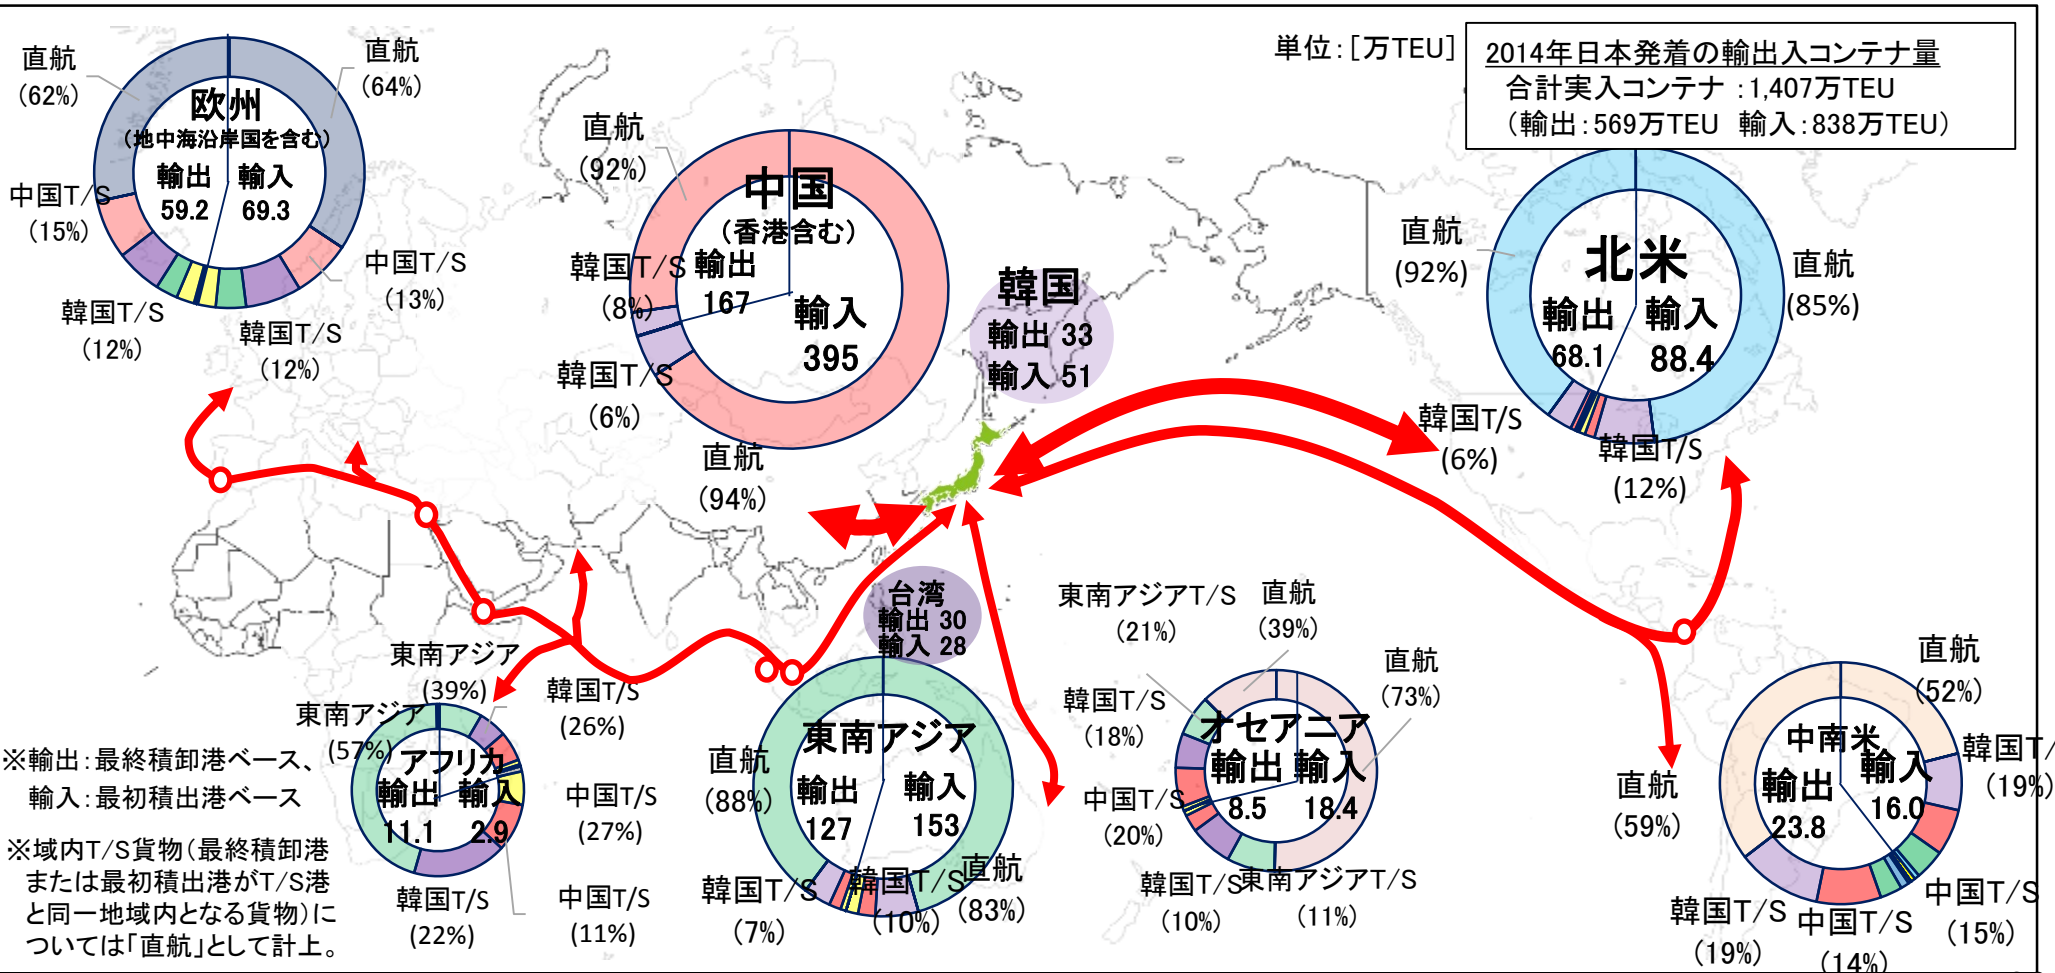 単位：[万TEU]
2014年日本発着の輸出入コンテナ量
合計実入コンテナ ：1,407万TEU
（輸出：569万TEU 輸入：838万TEU）
直航
(62%)
直航
(64%)
欧州
（地中海沿岸国を含む）
輸出
59.2
輸入
69.3
中国T/S
(15%)
中国T/S
(13%)
韓国T/S
(12%)
韓国T/S
(12%)
直航
(92%)
中国
（香港含む）
輸出
167
輸入
395
韓国T/S
(8%)
韓国T/S
(6%)
直航
(94%)
韓国
輸出 33
輸入 51
直航
(92%)
直航
(85%)
北米
輸出
68.1
輸入
88.4
韓国T/S
(6%)
韓国T/S
(12%)
台湾
輸出 30
輸入 28
東南アジア
(39%)
東南アジア
(57%)
韓国T/S
(26%)
アフリカ
輸出
11.1
輸入
2.9
中国T/S
(27%)
韓国T/S
(22%)
中国T/S
(11%)
直航
(88%)
東南アジア
輸出
127
輸入
153
韓国T/S
(7%)
韓国T/S
(10%)
直航
(83%)
東南アジアT/S
(21%)
直航
(39%)
直航
(73%)
韓国T/S
(18%)
オセアニア
輸出
8.5
輸入
18.4
中国T/S
(20%)
韓国T/S
(10%)
東南アジアT/S
(11%)
直航
(52%)
中南米
輸出
23.8
輸入
16.0
韓国T/
(19%)
直航
(59%)
中国T/S
(15%)
韓国T/S
(19%)
中国T/S
(14%)
※輸出：最終積卸港ベース、
輸入：最初積出港ベース
※域内T/S貨物（最終積卸港
または最初積出港がT/S港
と同一地域内となる貨物）に
ついては「直航」として計上。